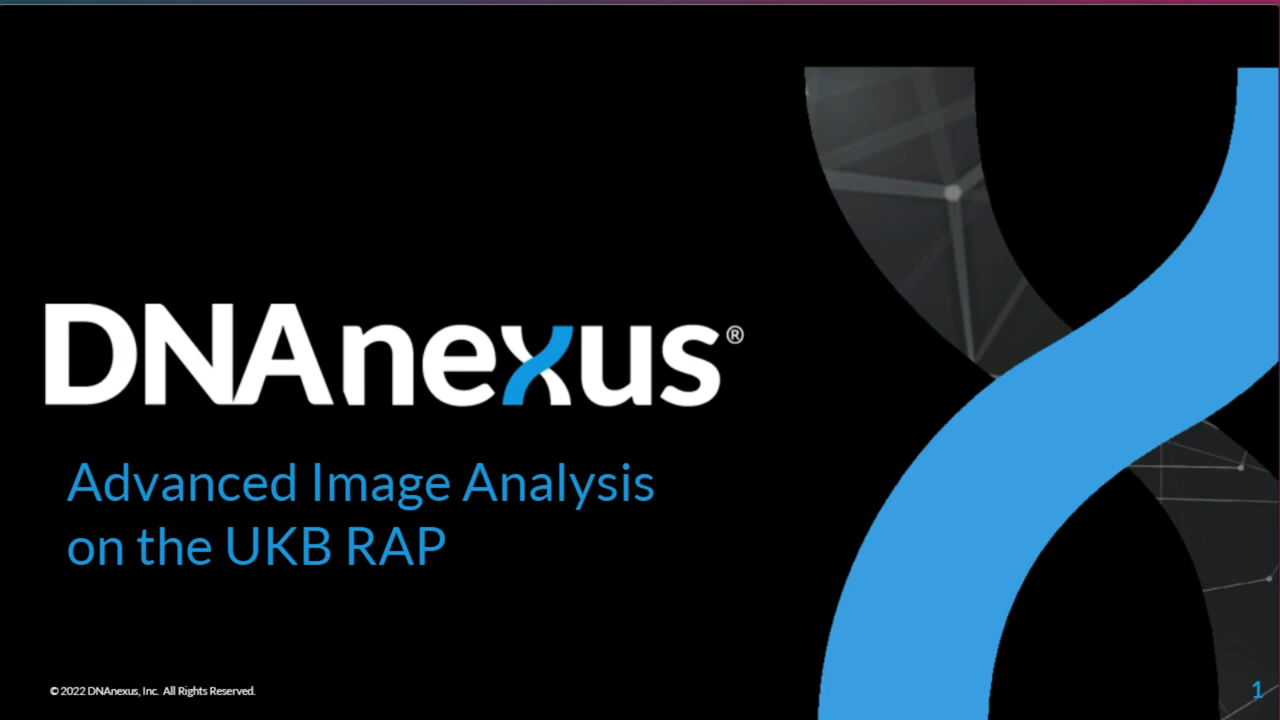 DNAnexus®
Advanced Image Analysis
on the UKB RAP
© 2022 DNAnexus, Inc. All Rights Reserved.
1